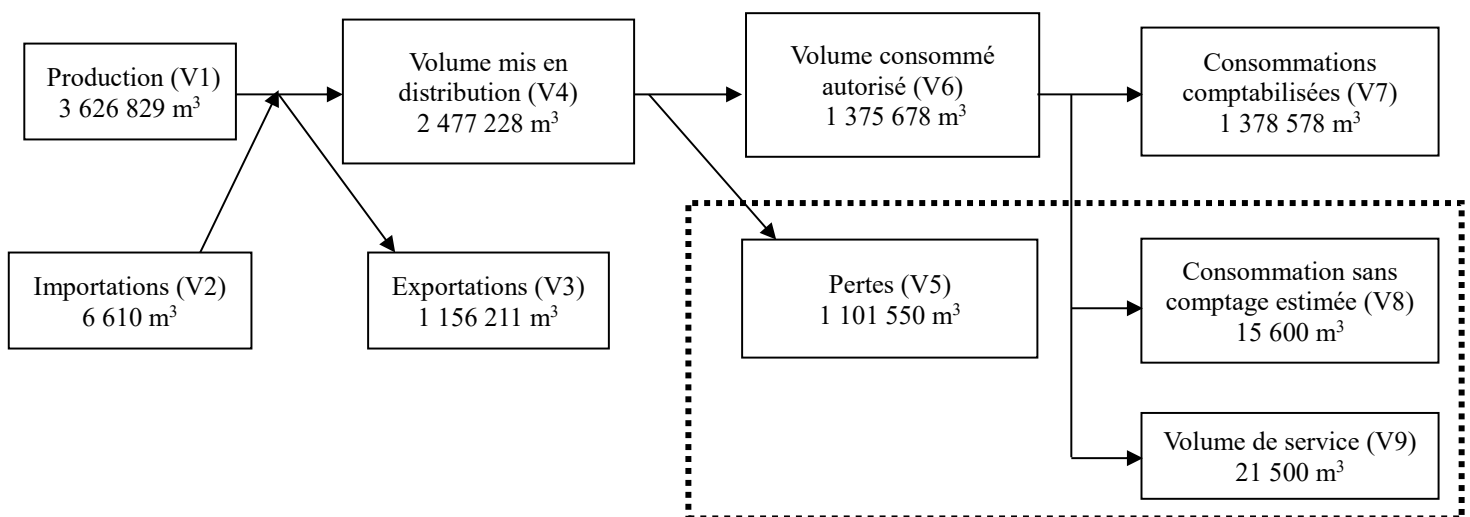 Production (V1)
3 626 829 m³
Volume mis en
distribution (V4)
2 477 228 m³
Volume consommé
autorisé (V6)
1 375 678 m³
Consommations
comptabilisées (V7)
1 378 578 m³
Importations (V2)
6 610 m³
Exportations (V3)
1 156 211 m³
Pertes (V5)
1 101 550 m³
Consommation sans
comptage estimée (V8)
15 600 m³
Volume de service (V9)
21 500 m³